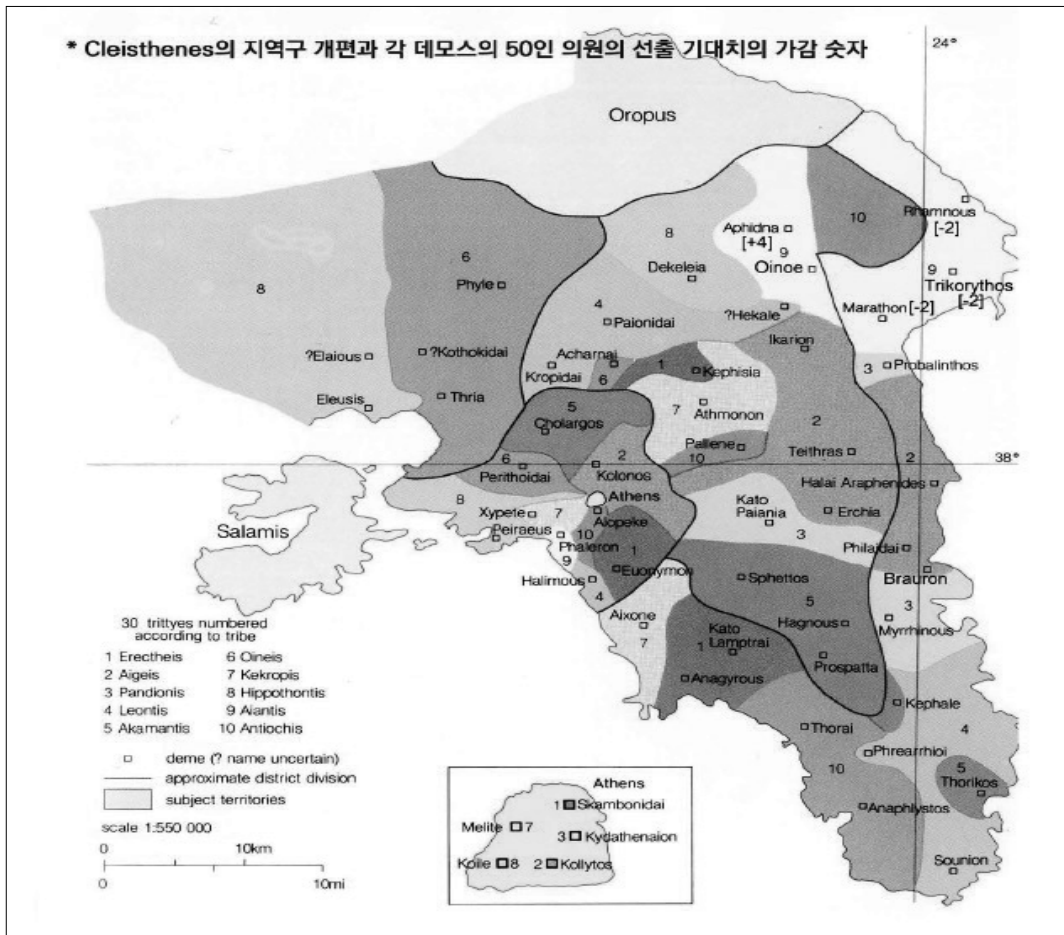 * Cleisthenes의 지역구 개편과 각 데모스의 50인 의원의 선출 기대치의 가감 숫자
24°
Oropus
10
Rhamnous
[-2]
Aphidna
[+4]
8
9
Oinoe
6
Dekeleia
9
Trikorythos
[-2]
8
Phyle
4
?Hekale
Marathon [-2]
Paionidai
Ikarion
?Elaious
?Kothokidai
Acharnai
1
Kephisia
3
Probalinthos
Kropidai
6
Eleusis
Thria
5
7
Athmonon
2
Cholargos
Pallene
Teithras
2
38°
6
2
10
Perithoidai
Kolonos
Halai Araphenides
8
Athens
Kato
Paiania
Erchia
Xypete
7
Alopeke
Salamis
Peiraeus
10
3
Philaidai
Phaleron
1
9
Euonymon
Sphettos
Brauron
Halimous
4
5
3
Aixone
Hagnous
Myrrhinous
7
1
Kato
Lamptrai
Prospatta
Anagyrous
Kephale
Thorai
4
Phrearrhioi
10
5
Thorikos
Anaphlystos
Sounion
30 trittyes numbered
according to tribe
1 Erectheis 6 Oineis
2 Aigeis 7 Kekropis
3 Pandionis 8 Hippothontis
4 Leontis 9 Aiantis
5 Akamantis 10 Antiochis
deme (? name uncertain)
approximate district division
subject territories
scale 1:550 000
0 10km
0 10mi
Athens
1 Skambonidai
Melite 7
3 Kydathenaion
Koile 8 2 Kollytos